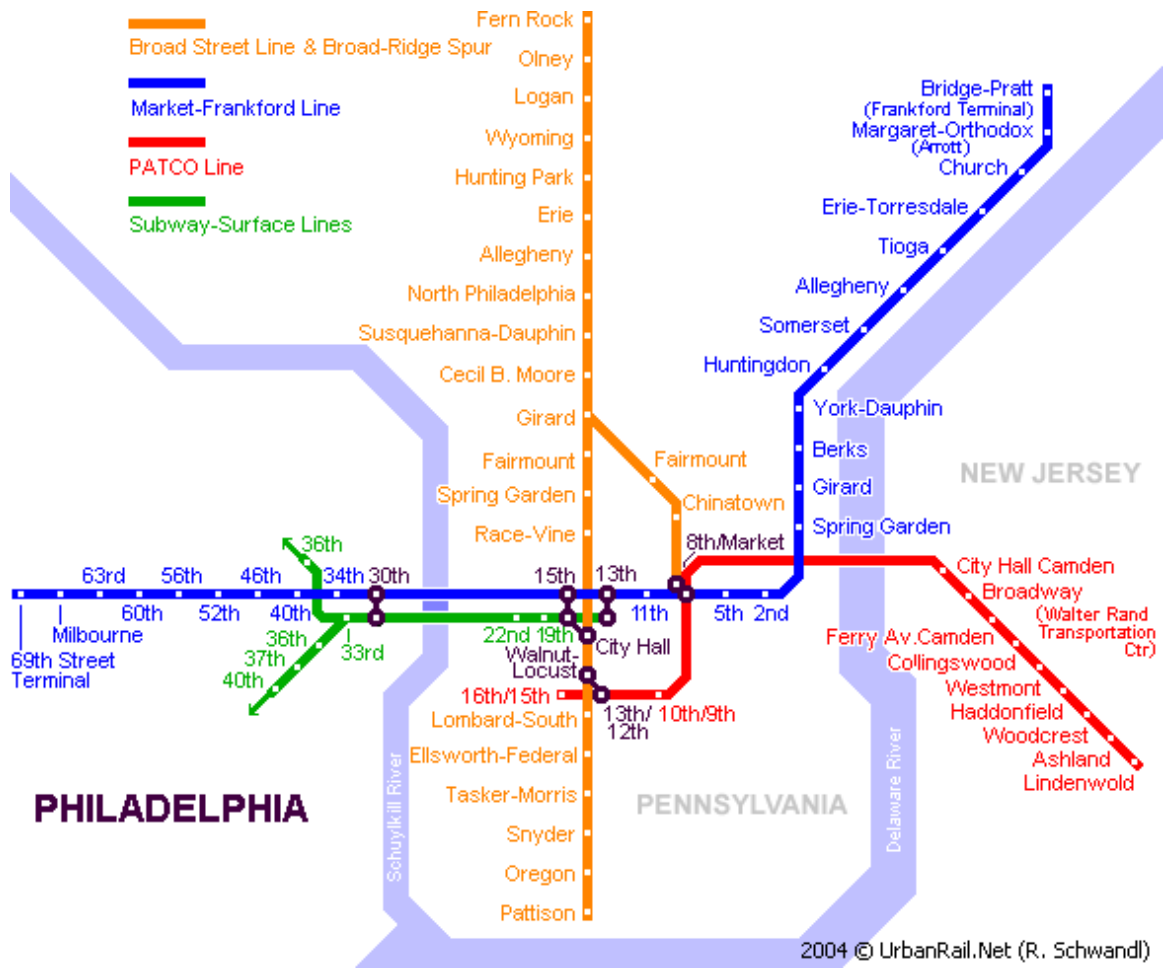 Broad Street Line & Broad-Ridge Spur
Market-Frankford Line
PATCO Line
Subway-Surface Lines
Fern Rock
Olney
Logan
Wyoming
Hunting Park
Erie
Allegheny
North Philadelphia
Susquehanna-Dauphin
Cecil B. Moore
Girard
Fairmount
Spring Garden
Race-Vine
Fairmount
Chinatown
8th/Market
Bridge-Pratt
(Frankford Terminal)
Margaret-Orthodox
(Arrott)
Church
Erie-Torresdale
Tioga
Allegheny
Somerset
Huntingdon
York-Dauphin
Berks
Girard
Spring Garden
NEW JERSEY
36th
63rd
56th
46th
34th
30th
15th
13th
60th
52th
40th
11th
5th
2nd
Milbourne
69th Street
Terminal
36th
37th
40th
33rd
22nd
19th
City Hall
Walnut-
Locust
16th/15th
13th/
12th
10th/9th
Lombard-South
Ellsworth-Federal
Tasker-Morris
Snyder
Oregon
Pattison
City Hall Camden
Broadway
(Walter Rand
Transportation
Ctr)
Ferry Av.Camden
Collingswood
Westmont
Haddonfield
Woodcrest
Ashland
Lindenwold
PHILADELPHIA
PENNSYLVANIA
Schuylkill River
Delaware River
2004 © UrbanRail.Net (R. Schwandl)